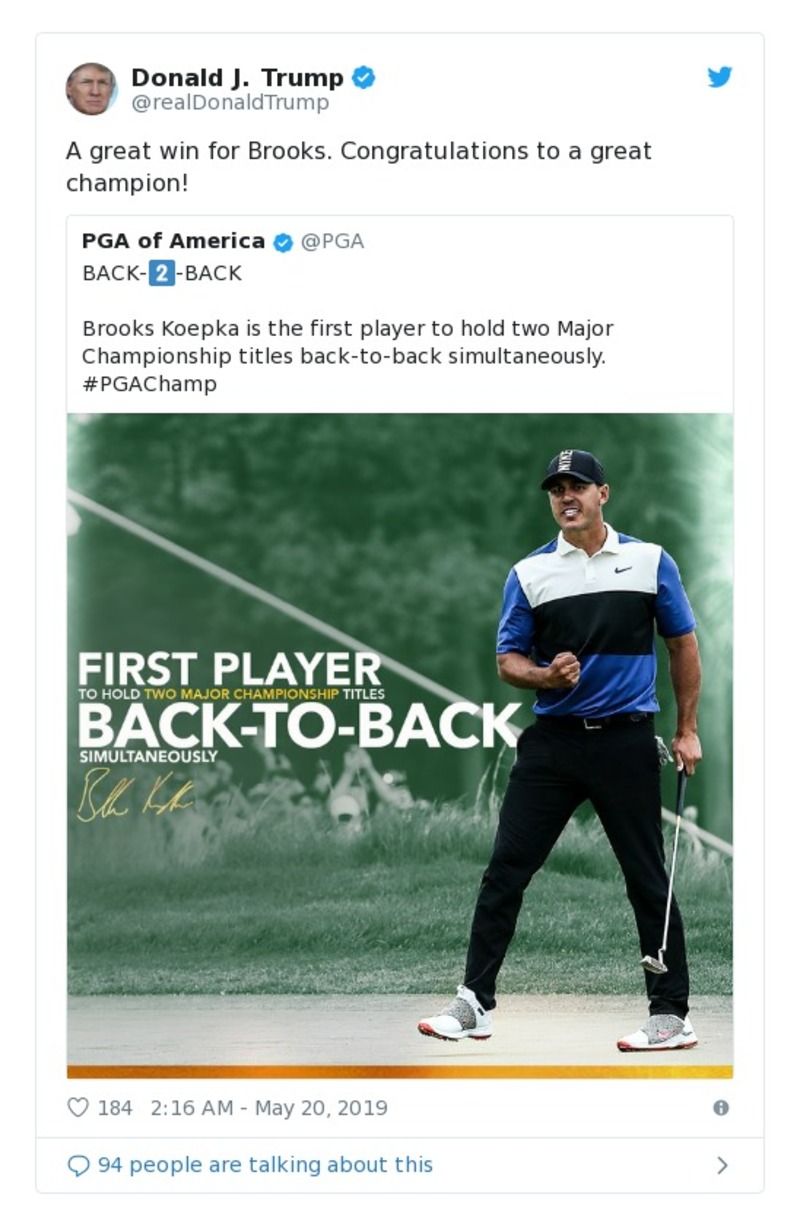 Donald J. Trump
@realDonaldTrump
A great win for Brooks. Congratulations to a great
champion!
PGA of America @PGA
BACK-2️⃣-BACK
Brooks Koepka is the first player to hold two Major
Championship titles back-to-back simultaneously.
#PGAChamp
NIKE
FIRST PLAYER
TO HOLD TWO MAJOR CHAMPIONSHIP TITLES
BACK-TO-BACK
SIMULTANEOUSLY
184 2:16 AM - May 20, 2019
94 people are talking about this